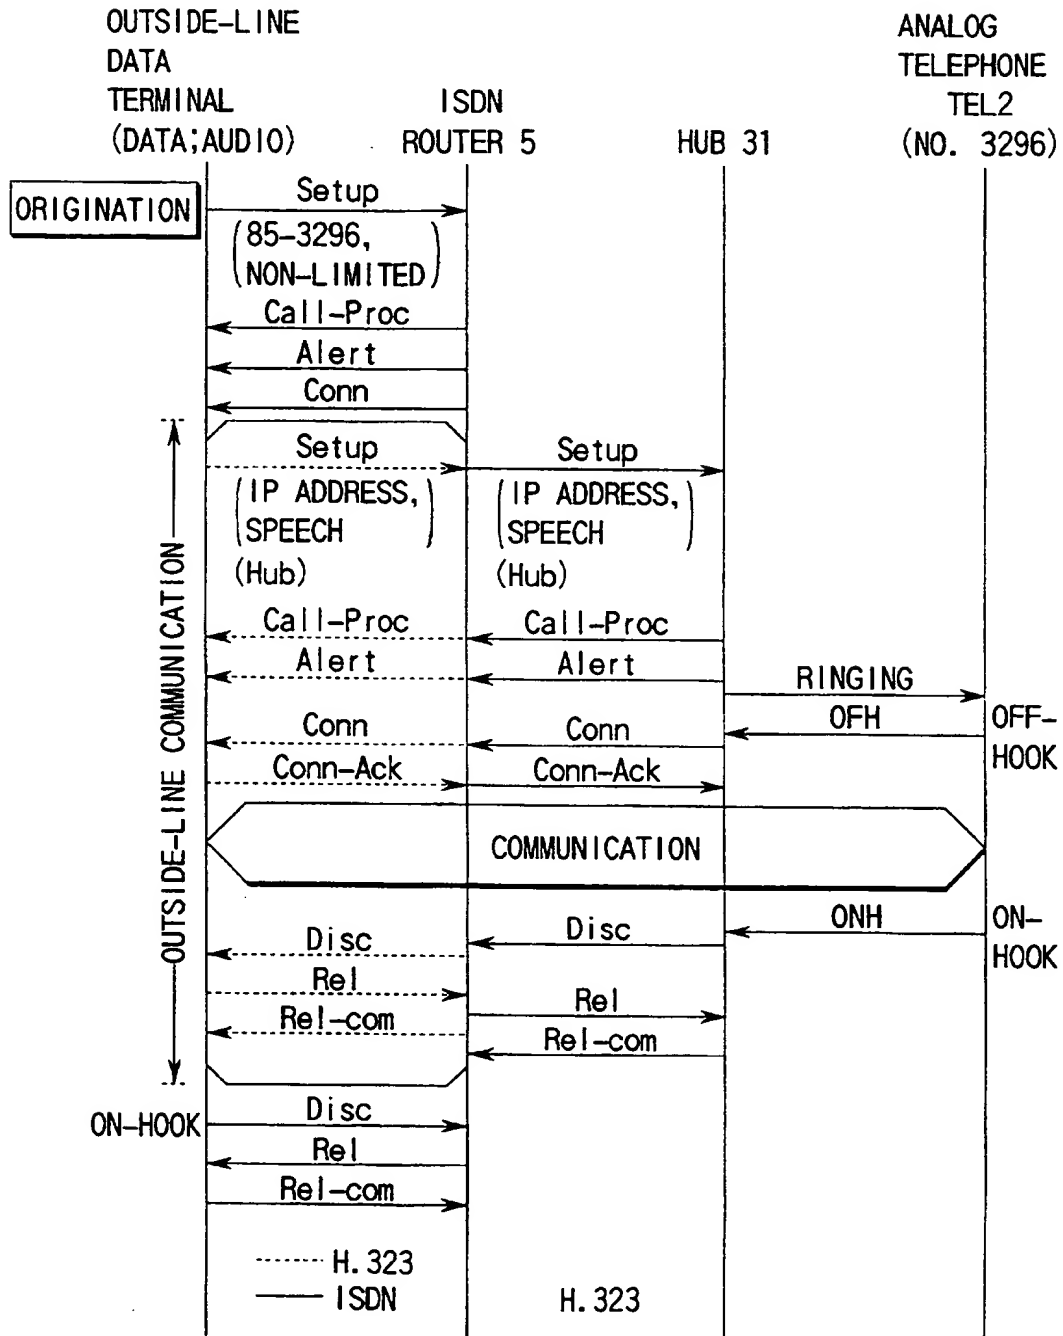 OUTSIDE-LINE
DATA
TERMINAL
(DATA;AUDIO)
ISDN
ROUTER 5
HUB 31
ANALOG
TELEPHONE
TEL2
(NO. 3296)
ORIGINATION
Setup
(85-3296,
NON-LIMITED)
Call-Proc
Alert
Conn
OUTSIDE-LINE COMMUNICATION
Setup
(IP ADDRESS,
SPEECH)
(Hub)
Setup
(IP ADDRESS,
SPEECH)
(Hub)
Call-Proc
Call-Proc
Alert
Alert
RINGING
OFH
OFF-
HOOK
Conn
Conn
Conn-Ack
Conn-Ack
COMMUNICATION
ONH
ON-
HOOK
Disc
Disc
Rel
Rel
Rel-com
Rel-com
ON-HOOK
Disc
Rel
Rel-com
H.323
ISDN
H.323